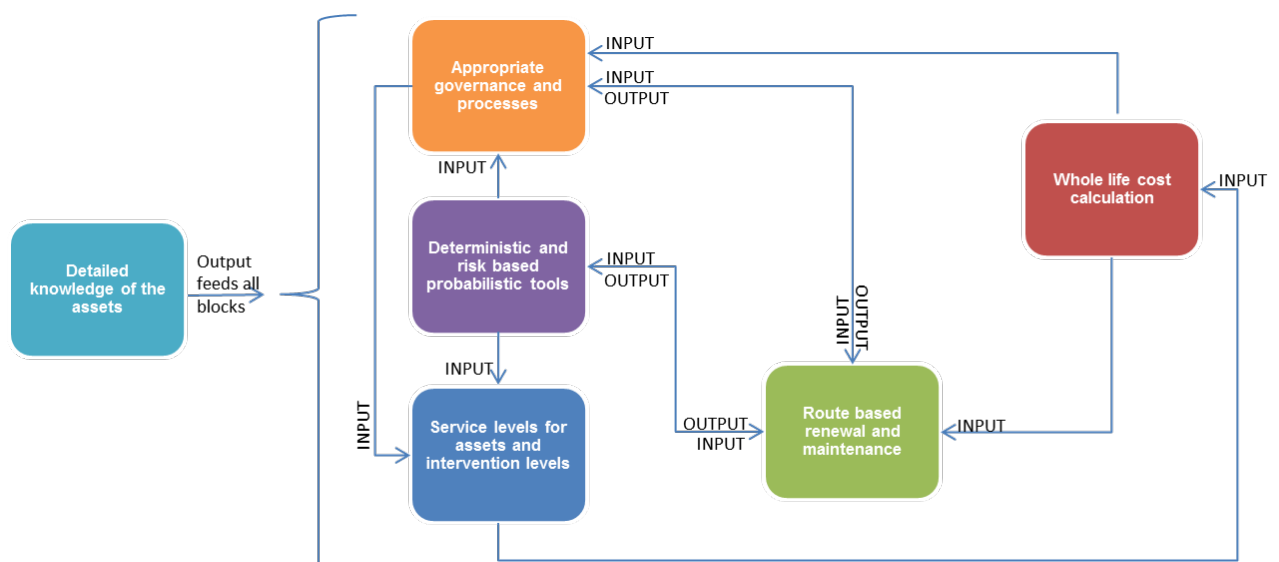 INPUT
Appropriate
governance and
processes
INPUT
OUTPUT
INPUT
Whole life cost
calculation
INPUT
Detailed
knowledge of the
assets
Output
feeds all
blocks
Deterministic and
risk based
probabilistic tools
INPUT
OUTPUT
INPUT
OUTPUT
INPUT
INPUT
Service levels for
assets and
intervention levels
OUTPUT
INPUT
Route based
renewal and
maintenance
INPUT